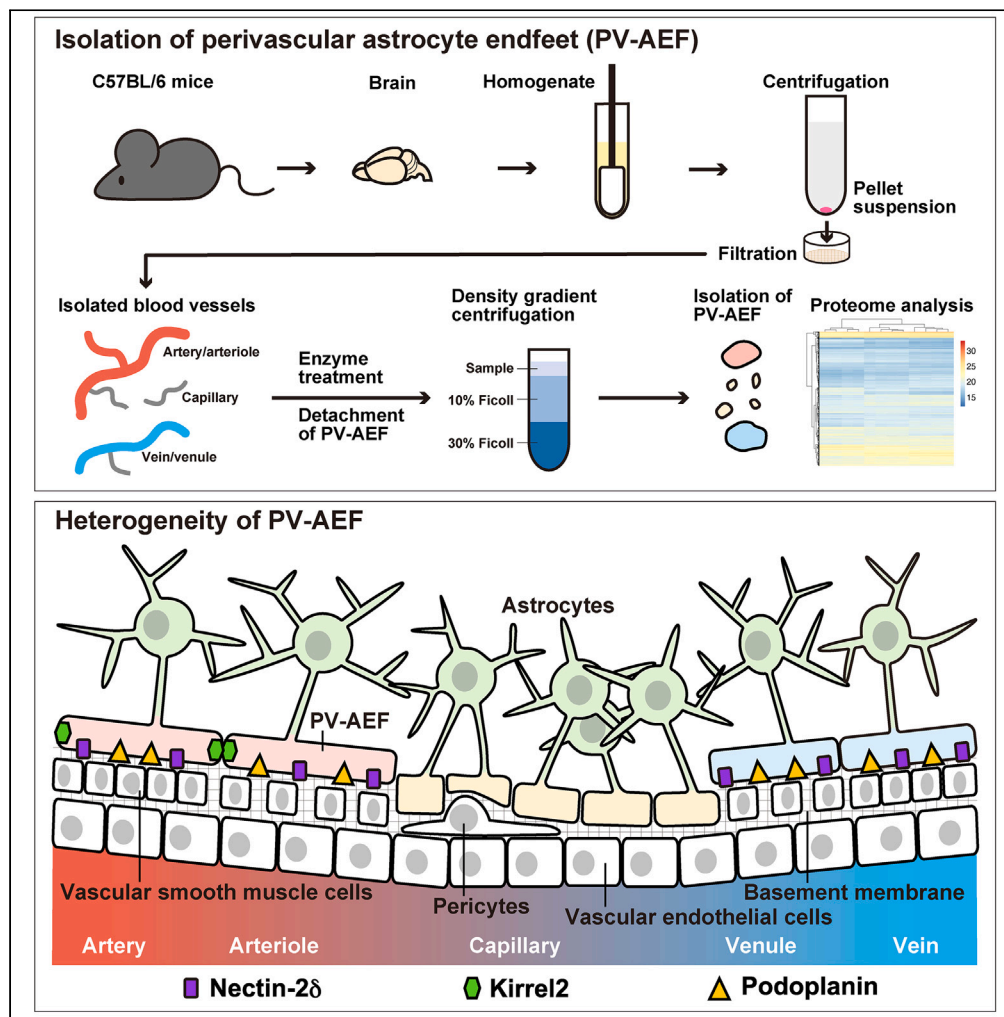 Isolation of perivascular astrocyte endfeet (PV-AEF)
C57BL/6 mice
Brain
Homogenate
Centrifugation
Pellet
suspension
Filtration
Isolated blood vessels
Artery/arteriole
Capillary
Vein/venule
Enzyme
treatment
Detachment
of PV-AEF
Density gradient
centrifugation
Sample
10% Ficoll
30% Ficoll
Isolation of
PV-AEF
Proteome analysis
30
25
20
15
Heterogeneity of PV-AEF
Astrocytes
PV-AEF
Vascular smooth muscle cells
Pericytes
Vascular endothelial cells
Basement membrane
Artery
Arteriole
Capillary
Venule
Vein
Nectin-2δ
Kirrel2
Podoplanin